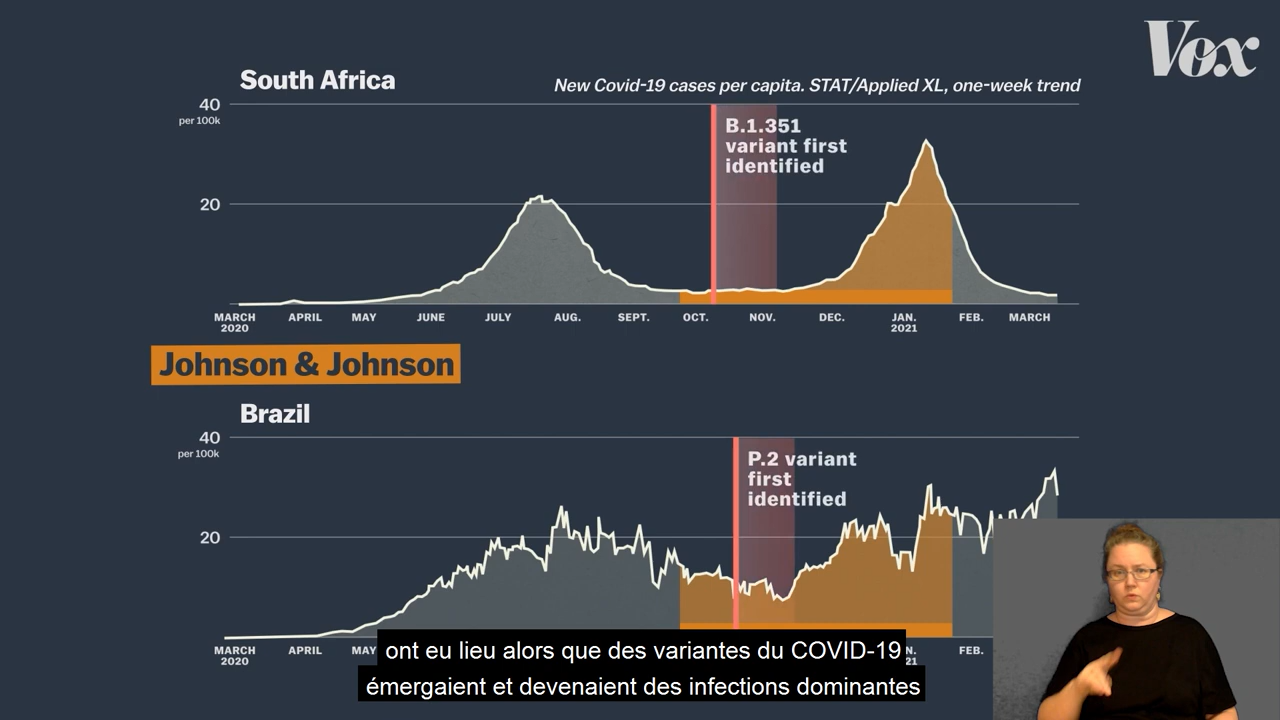 Vox
South Africa
New Covid-19 cases per capita. STAT/Applied XL, one-week trend
40
per 100k
B.1.351
variant first
identified
20
MARCH 2020 APRIL MAY JUNE JULY AUG. SEPT. OCT. NOV. DEC. JAN. 2021 FEB. MARCH
Johnson & Johnson
Brazil
40
per 100k
P.2 variant
first
identified
20
MARCH 2020 APRIL MAY FEB.
ont eu lieu alors que des variantes du COVID-19
émergaient et devenaient des infections dominantes